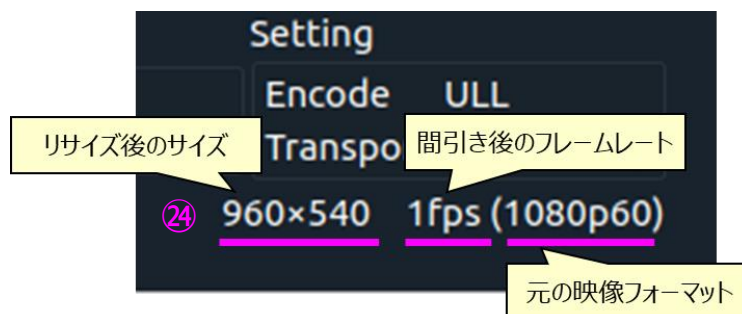 Setting
Encode ULL
リサイズ後のサイズ
Transpo
間引き後のフレームレート
㉔ 960×540 1fps (1080p60)
元の映像フォーマット